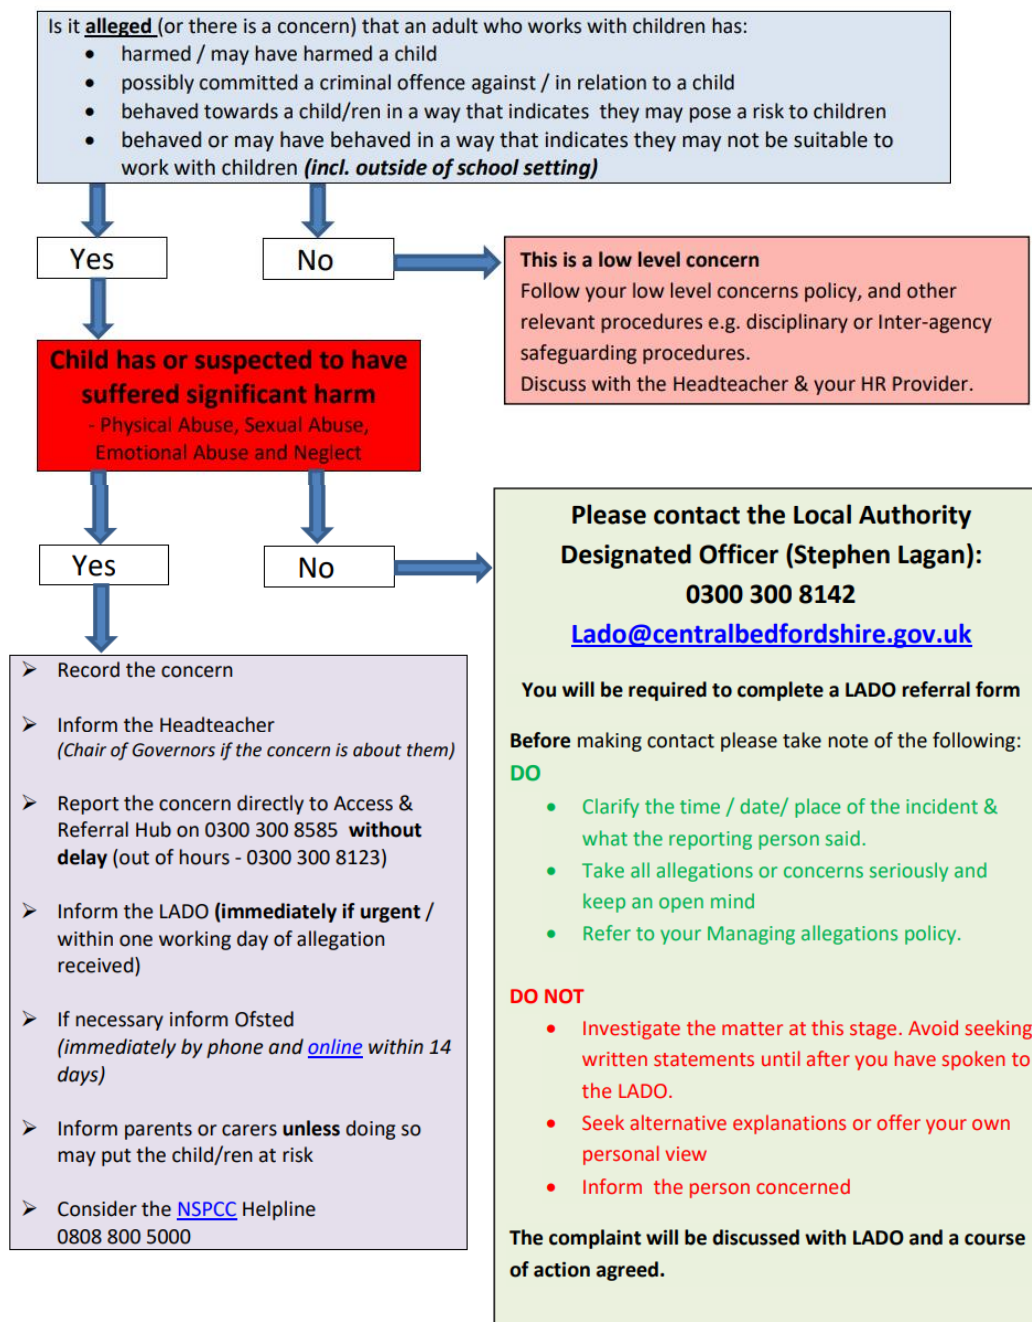 Is it alleged (or there is a concern) that an adult who works with children has:
• harmed / may have harmed a child
• possibly committed a criminal offence against / in relation to a child
• behaved towards a child/ren in a way that indicates they may pose a risk to children
• behaved or may have behaved in a way that indicates they may not be suitable to
work with children (incl. outside of school setting)
Yes
No
This is a low level concern
Follow your low level concerns policy, and other
relevant procedures e.g. disciplinary or Inter-agency
safeguarding procedures.
Discuss with the Headteacher & your HR Provider.
Child has or suspected to have
suffered significant harm
- Physical Abuse, Sexual Abuse,
Emotional Abuse and Neglect
Yes
No
➢ Record the concern
➢ Inform the Headteacher
(Chair of Governors if the concern is about them)
➢ Report the concern directly to Access &
Referral Hub on 0300 300 8585 without
delay (out of hours - 0300 300 8123)
➢ Inform the LADO (immediately if urgent /
within one working day of allegation
received)
➢ If necessary inform Ofsted
(immediately by phone and online within 14
days)
➢ Inform parents or carers unless doing so
may put the child/ren at risk
➢ Consider the NSPCC Helpline
0808 800 5000
Please contact the Local Authority
Designated Officer (Stephen Lagan):
0300 300 8142
Lado@centralbedfordshire.gov.uk
You will be required to complete a LADO referral form
Before making contact please take note of the following:
DO
• Clarify the time / date/ place of the incident &
what the reporting person said.
• Take all allegations or concerns seriously and
keep an open mind
• Refer to your Managing allegations policy.
DO NOT
• Investigate the matter at this stage. Avoid seeking
written statements until after you have spoken to
the LADO.
• Seek alternative explanations or offer your own
personal view
• Inform the person concerned
The complaint will be discussed with LADO and a course
of action agreed.